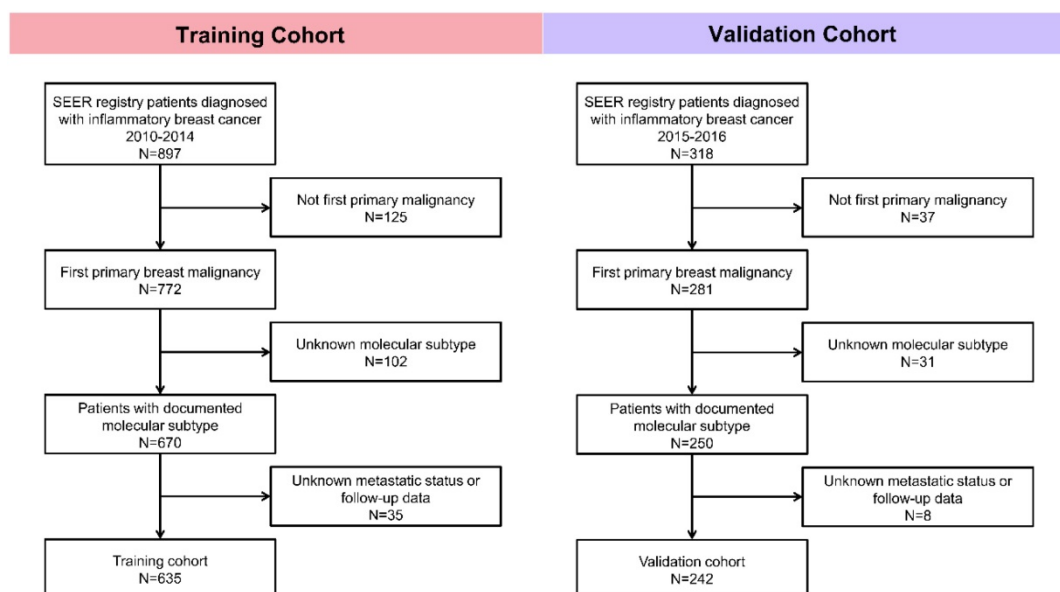 Training Cohort
SEER registry patients diagnosed
with inflammatory breast cancer
2010-2014
N=897
Not first primary malignancy
N=125
First primary breast malignancy
N=772
Unknown molecular subtype
N=102
Patients with documented
molecular subtype
N=670
Unknown metastatic status or
follow-up data
N=35
Training cohort
N=635
Validation Cohort
SEER registry patients diagnosed
with inflammatory breast cancer
2015-2016
N=318
Not first primary malignancy
N=37
First primary breast malignancy
N=281
Unknown molecular subtype
N=31
Patients with documented
molecular subtype
N=250
Unknown metastatic status or
follow-up data
N=8
Validation cohort
N=242